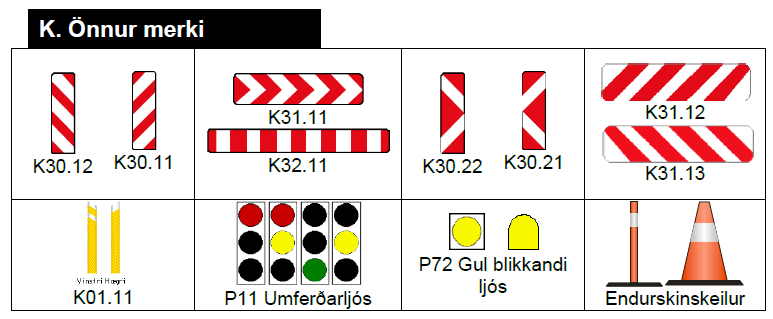 K. Önnur merki
K30.12
K30.11
K31.11
K32.11
K30.22
K30.21
K31.12
K31.13
Vinstri Hægri
K01.11
P11 Umferðarljós
P72 Gul blikkandi
ljós
Endurskinskeilur